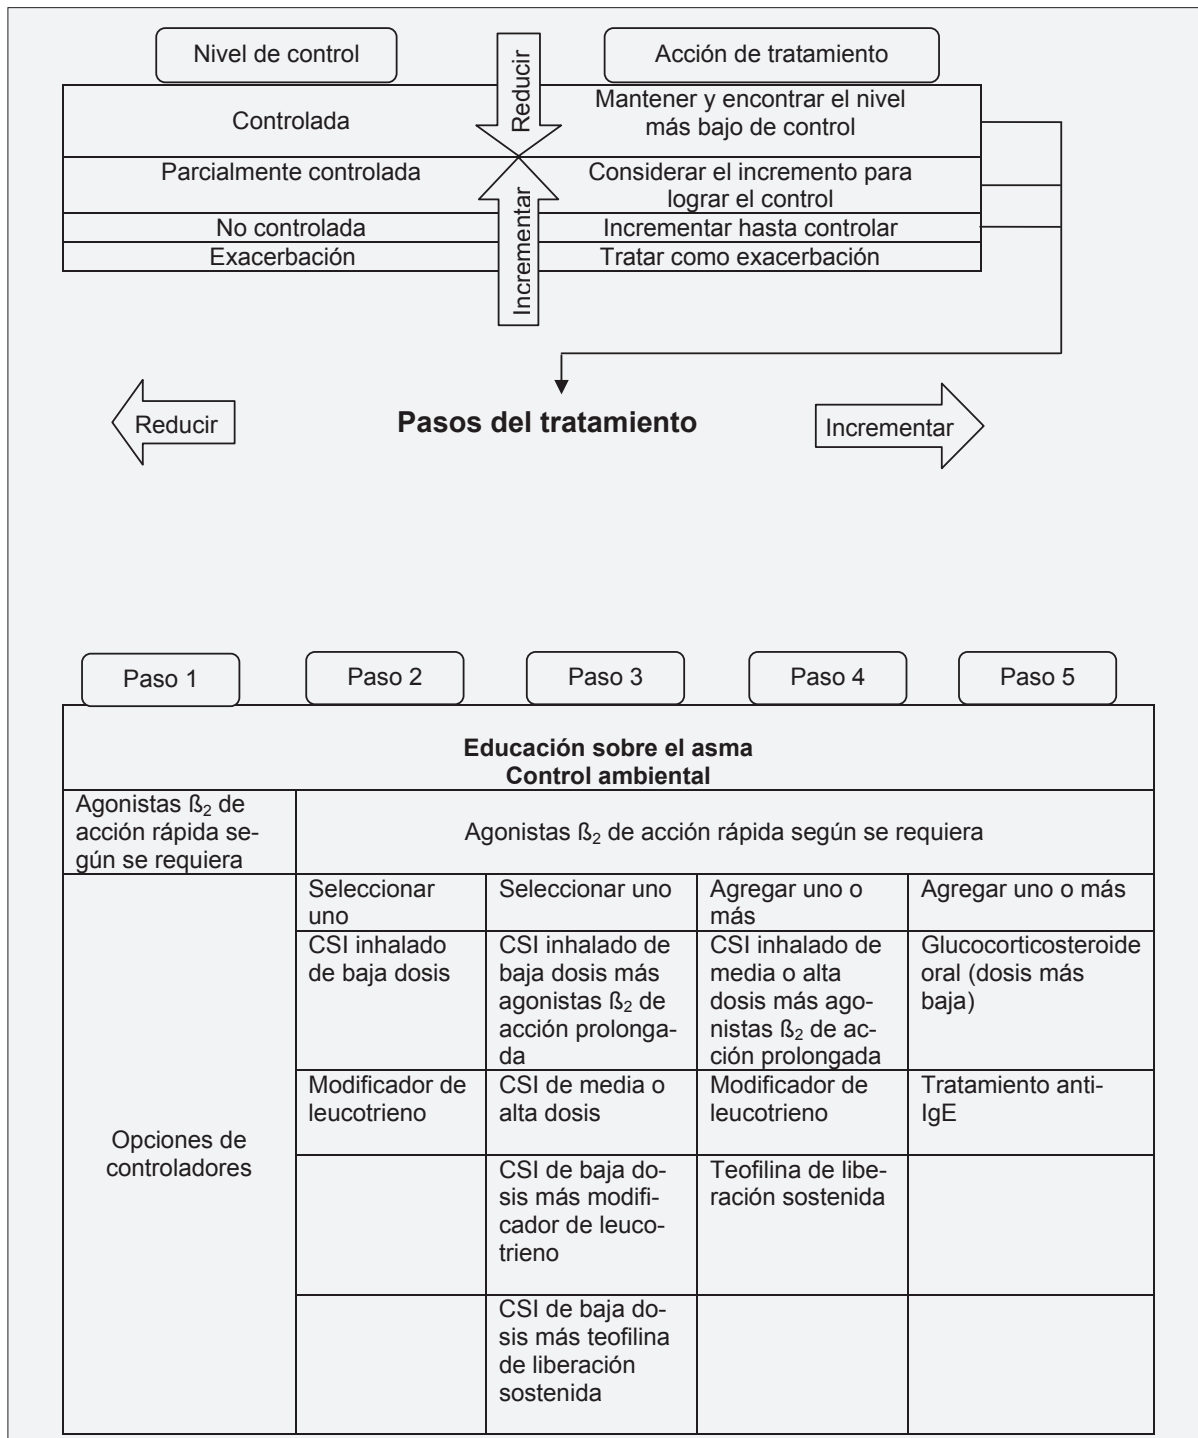 Nivel de control
Reducir
Acción de tratamiento
Controlada
Mantener y encontrar el nivel
más bajo de control
Parcialmente controlada
Considerar el incremento para
lograr el control
No controlada
Incrementar hasta controlar
Exacerbación
Tratar como exacerbación
Incrementar
Reducir
Pasos del tratamiento
Incrementar
Paso 1
Paso 2
Paso 3
Paso 4
Paso 5
Educación sobre el asma
Control ambiental
Agonistas ß₂ de
acción rápida se-
gún se requiera
Agonistas ß₂ de acción rápida según se requiera
Opciones de
controladores
Seleccionar
uno
Seleccionar uno
Agregar uno o
más
Agregar uno o más
CSI inhalado
de baja dosis
CSI inhalado de
baja dosis más
agonistas ß₂ de
acción prolonga-
da
CSI inhalado de
media o alta
dosis más ago-
nistas ß₂ de ac-
ción prolongada
Glucocorticosteroide
oral (dosis más
baja)
Modificador de
leucotrieno
CSI de media o
alta dosis
Modificador de
leucotrieno
Tratamiento anti-
IgE
CSI de baja do-
sis más modifi-
cador de leuco-
trieno
Teofilina de libe-
ración sostenida
CSI de baja do-
sis más teofilina
de liberación
sostenida